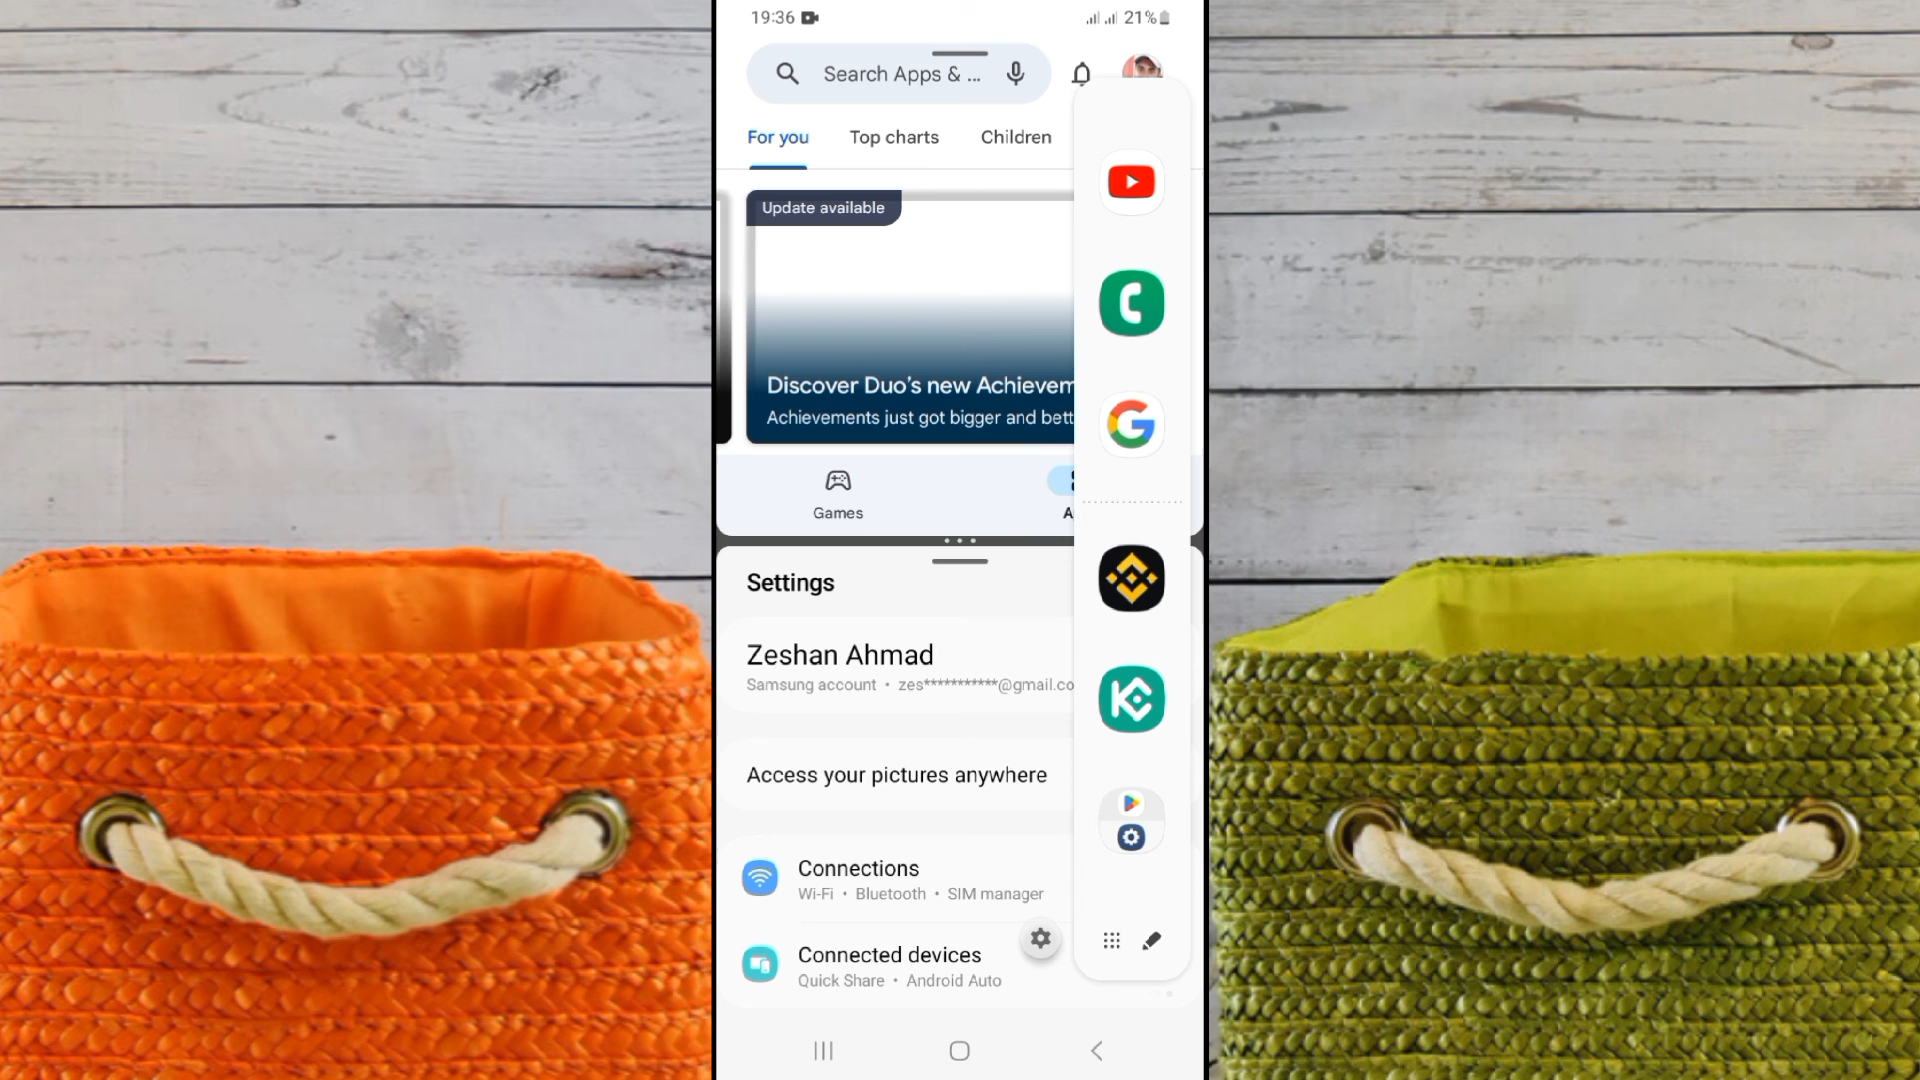 19:36
21%
Search Apps & ...
For you Top charts Children
Update available
Discover Duo's new Achievem
Achievements just got bigger and bett
Games
A
Settings
Zeshan Ahmad
Samsung account • zes***********@gmail.co
Access your pictures anywhere
Connections
Wi-Fi • Bluetooth • SIM manager
Connected devices
Quick Share • Android Auto